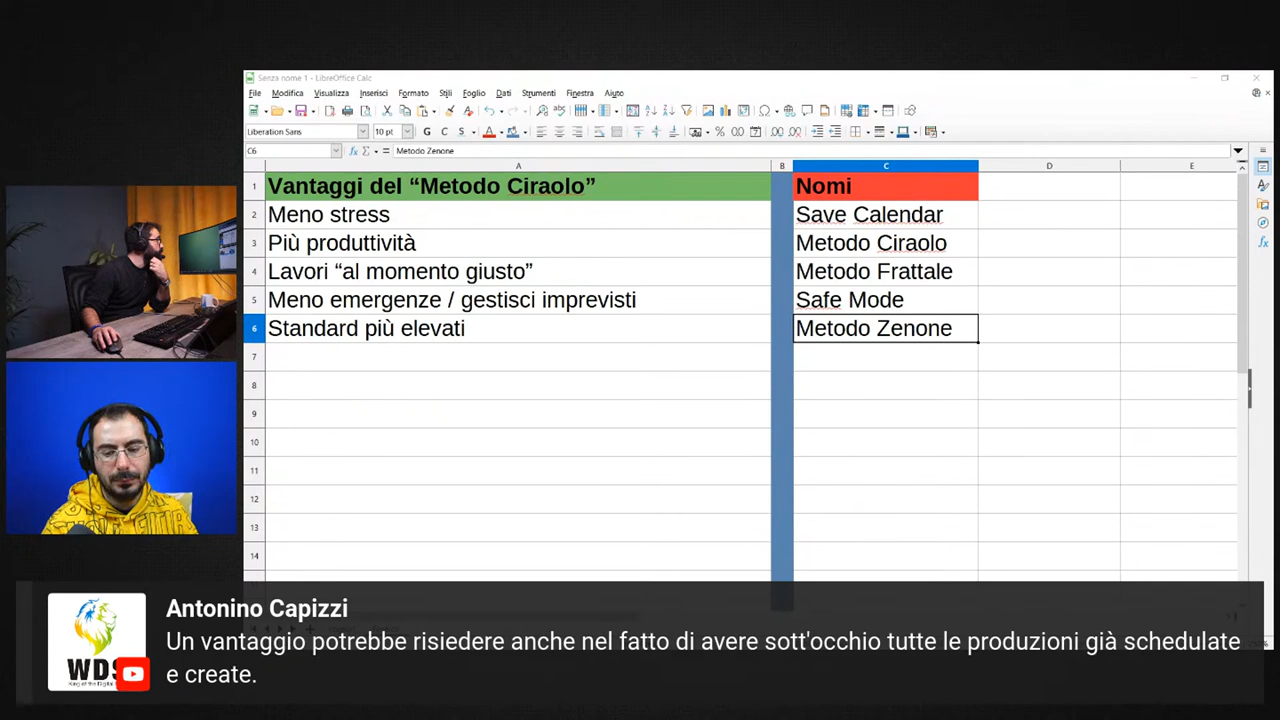 Senza nome 1 - LibreOffice Calc
File Modifica Visualizza Inserisci Formato Stili Foglio Dati Strumenti Finestra Aiuto
Liberation Sans 10 pt G C S
C6 Metodo Zenone
A B C D E
1 Vantaggi del “Metodo Ciraolo” Nomi
2 Meno stress Save Calendar
3 Più produttività Metodo Ciraolo
4 Lavori “al momento giusto” Metodo Frattale
5 Meno emergenze / gestisci imprevisti Safe Mode
6 Standard più elevati Metodo Zenone
7
8
9
10
11
12
13
14
Antonino Capizzi
Un vantaggio potrebbe risiedere anche nel fatto di avere sott'occhio tutte le produzioni già schedulate
e create.
WDS
King of the Digital